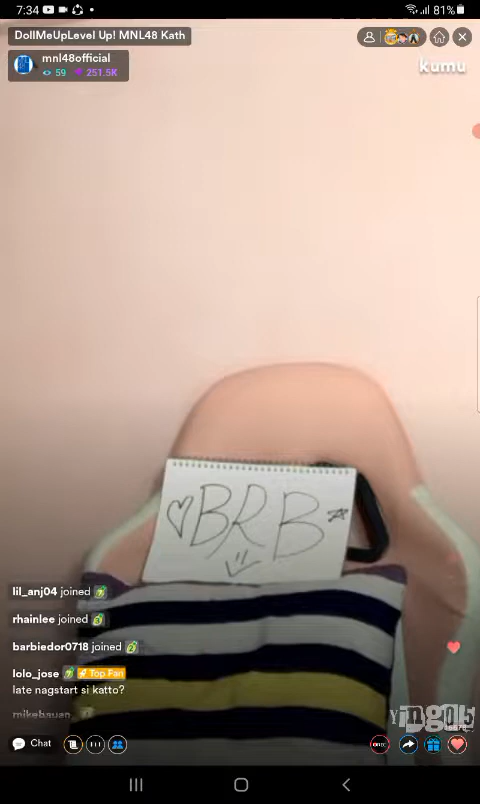 7:34
81%
DollMeUpLevel Up! MNL48 Kath
mnl48official
59 251.5K
kumu
BRB
lil_anj04 joined
rhainlee joined
barbiedor0718 joined
lolo_jose Top Fan
late nagstart si katto?
mikebauan
Chat